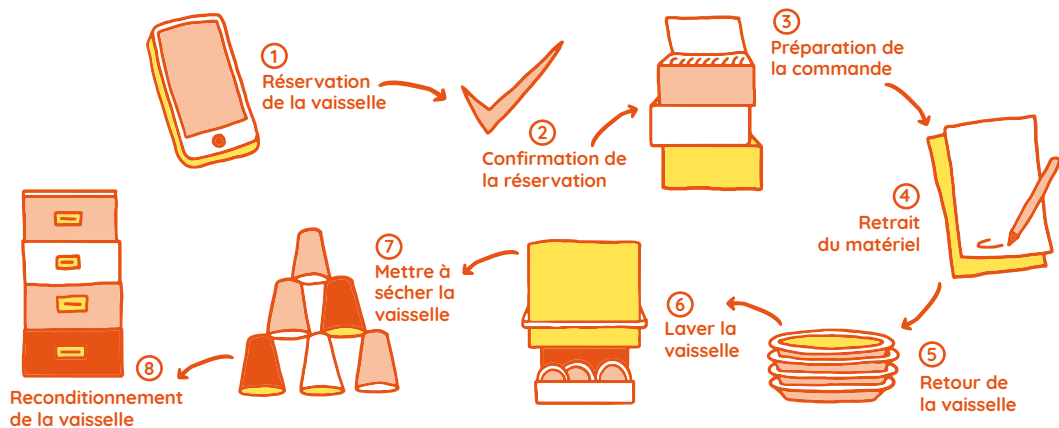 1
Réservation
de la vaisselle
2
Confirmation de
la réservation
3
Préparation de
la commande
4
Retrait
du matériel
5
Retour de
la vaisselle
6
Laver la
vaisselle
7
Mettre à
sécher la
vaisselle
8
Reconditionnement
de la vaisselle